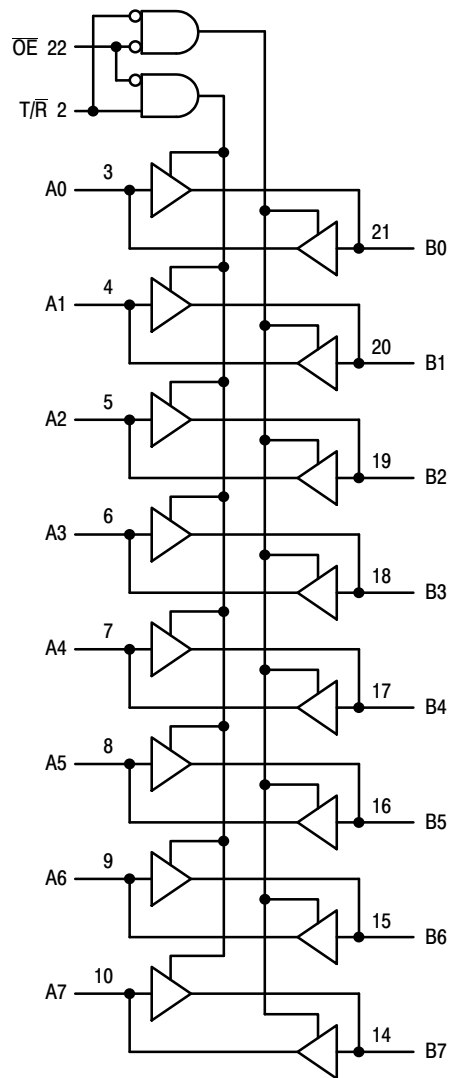 O̅E̅ 22
T/R̅ 2
A0 3
21 B0
A1 4
20 B1
A2 5
19 B2
A3 6
18 B3
A4 7
17 B4
A5 8
16 B5
A6 9
15 B6
A7 10
14 B7